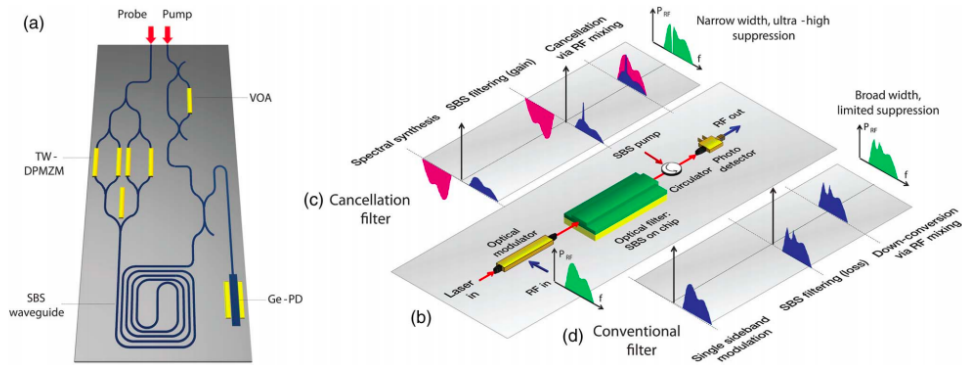 (a)
Probe
Pump
VOA
TW -
DPMZM
SBS
waveguide
Ge - PD
(c)
Cancellation
filter
Spectral synthesis
SBS filtering (gain)
Cancellation
via RF mixing
P_RF
f
Narrow width, ultra -high
suppression
Broad width,
limited suppression
P_RF
f
(b)
Laser
in
Optical
modulator
RF in
P_RF
f
Optical filter:
SBS on chip
SBS pump
Circulator
Photo
detector
RF out
(d)
Conventional
filter
Single sideband
modulation
SBS filtering (loss)
Down-conversion
via RF mixing